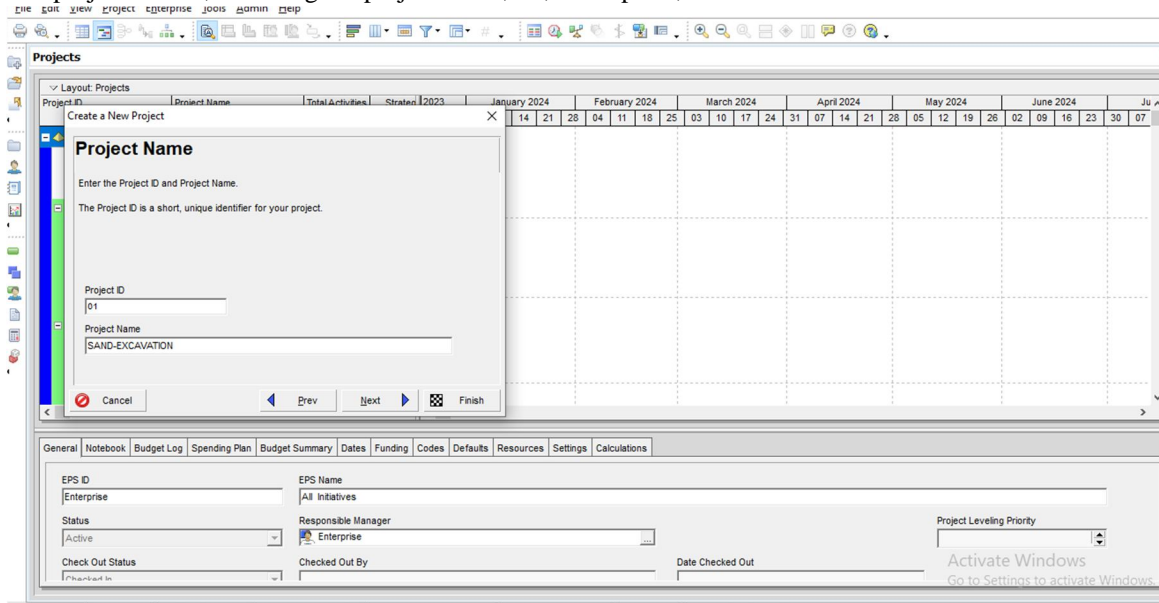 File Edit View Project Enterprise Tools Admin Help
Projects
Layout: Projects
Project ID Project Name Total Activities Strateg 2023 January 2024 February 2024 March 2024 April 2024 May 2024 June 2024 Ju
14 21 28 04 11 18 25 03 10 17 24 31 07 14 21 28 05 12 19 26 02 09 16 23 30 07
Create a New Project
Project Name
Enter the Project ID and Project Name.
The Project ID is a short, unique identifier for your project.
Project ID
01
Project Name
SAND-EXCAVATION
Cancel Prev Next Finish
General Notebook Budget Log Spending Plan Budget Summary Dates Funding Codes Defaults Resources Settings Calculations
EPS ID EPS Name
Enterprise All Initiatives
Status Responsible Manager Project Leveling Priority
Active Enterprise ...
Check Out Status Checked Out By Date Checked Out
Checked In
Activate Windows
Go to Settings to activate Windows.